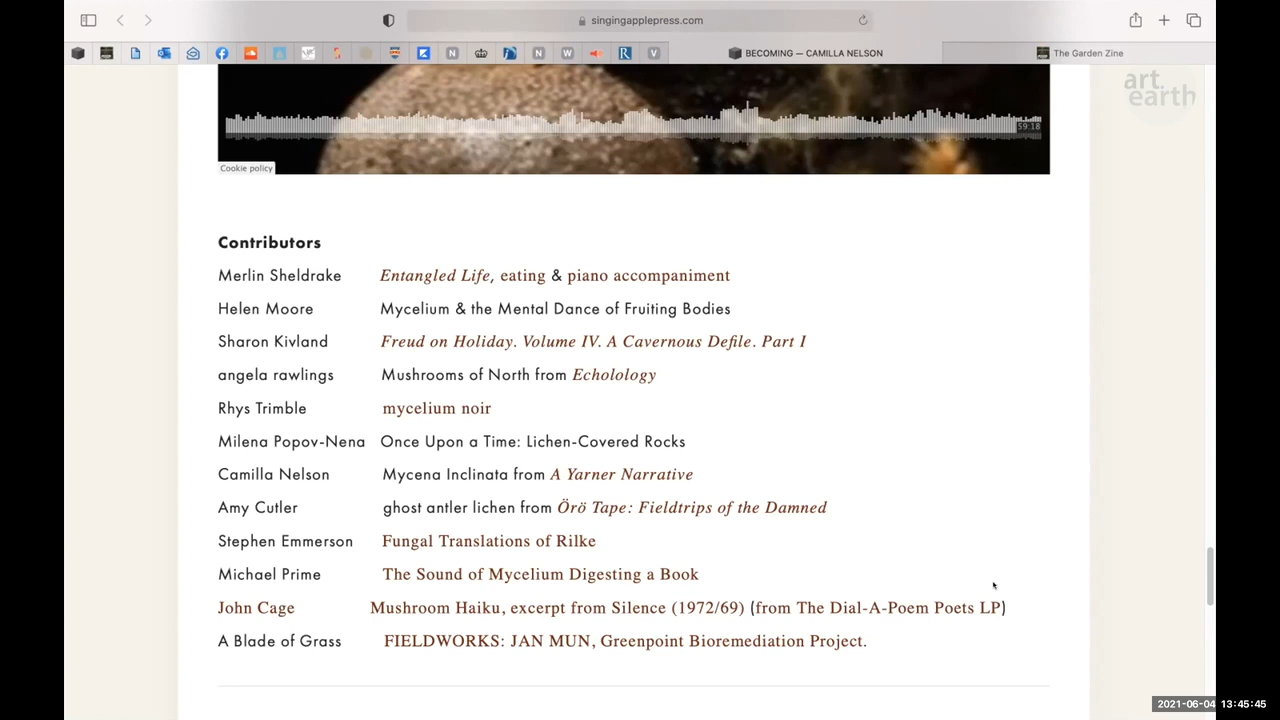 singingapplepress.com
BECOMING — CAMILLA NELSON
The Garden Zine
art.
earth
59:18
Cookie policy
Contributors
Merlin Sheldrake Entangled Life, eating & piano accompaniment
Helen Moore Mycelium & the Mental Dance of Fruiting Bodies
Sharon Kivland Freud on Holiday. Volume IV. A Cavernous Defile. Part I
angela rawlings Mushrooms of North from Echolology
Rhys Trimble mycelium noir
Milena Popov-Nena Once Upon a Time: Lichen-Covered Rocks
Camilla Nelson Mycena Inclinata from A Yarner Narrative
Amy Cutler ghost antler lichen from Örö Tape: Fieldtrips of the Damned
Stephen Emmerson Fungal Translations of Rilke
Michael Prime The Sound of Mycelium Digesting a Book
John Cage Mushroom Haiku, excerpt from Silence (1972/69) (from The Dial-A-Poem Poets LP)
A Blade of Grass FIELDWORKS: JAN MUN, Greenpoint Bioremediation Project.
2021-06-04 13:45:45